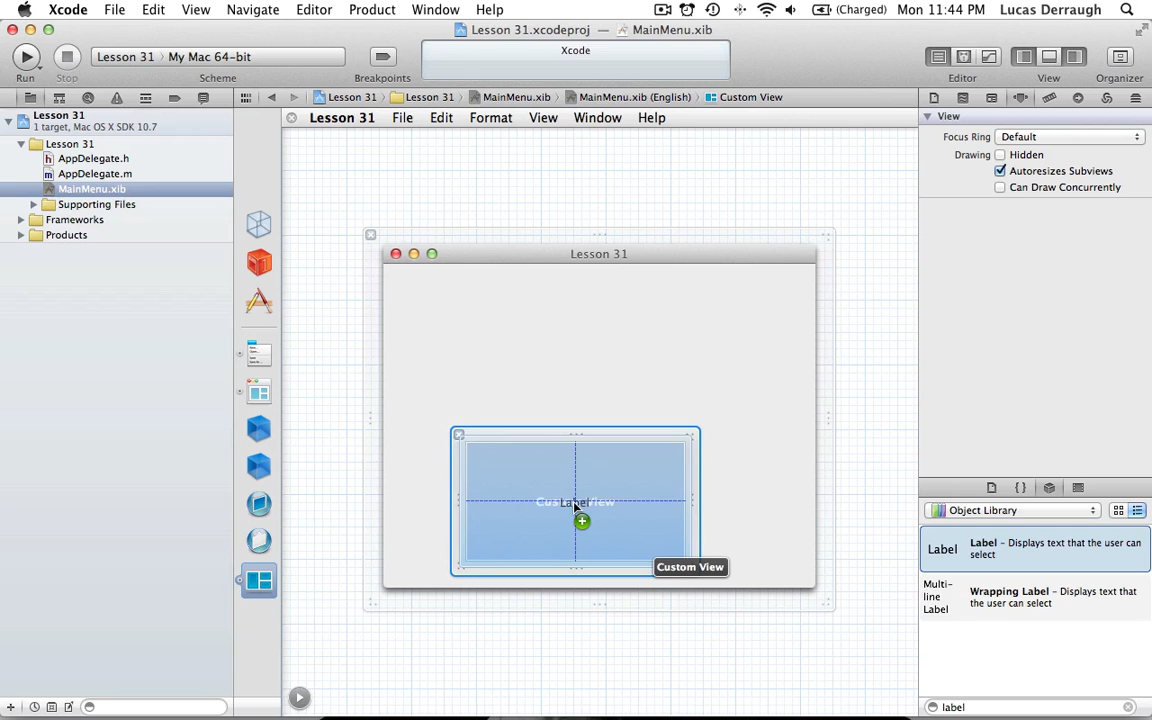 Xcode File Edit View Navigate Editor Product Window Help (Charged) Mon 11:44 PM Lucas Derraugh
Lesson 31.xcodeproj — MainMenu.xib
Lesson 31 〉 My Mac 64-bit
Xcode
Run Stop Scheme Breakpoints Editor View Organizer
Lesson 31 Lesson 31 MainMenu.xib MainMenu.xib (English) Custom View
Lesson 31
1 target, Mac OS X SDK 10.7
Lesson 31
AppDelegate.h
AppDelegate.m
MainMenu.xib
Supporting Files
Frameworks
Products
Lesson 31 File Edit Format View Window Help
Lesson 31
Label
Custom View
View
Focus Ring Default
Drawing Hidden
Autoresizes Subviews
Can Draw Concurrently
Object Library
Label Label – Displays text that the user can
select
Multi-
line
Label
Wrapping Label – Displays text that
the user can select
label